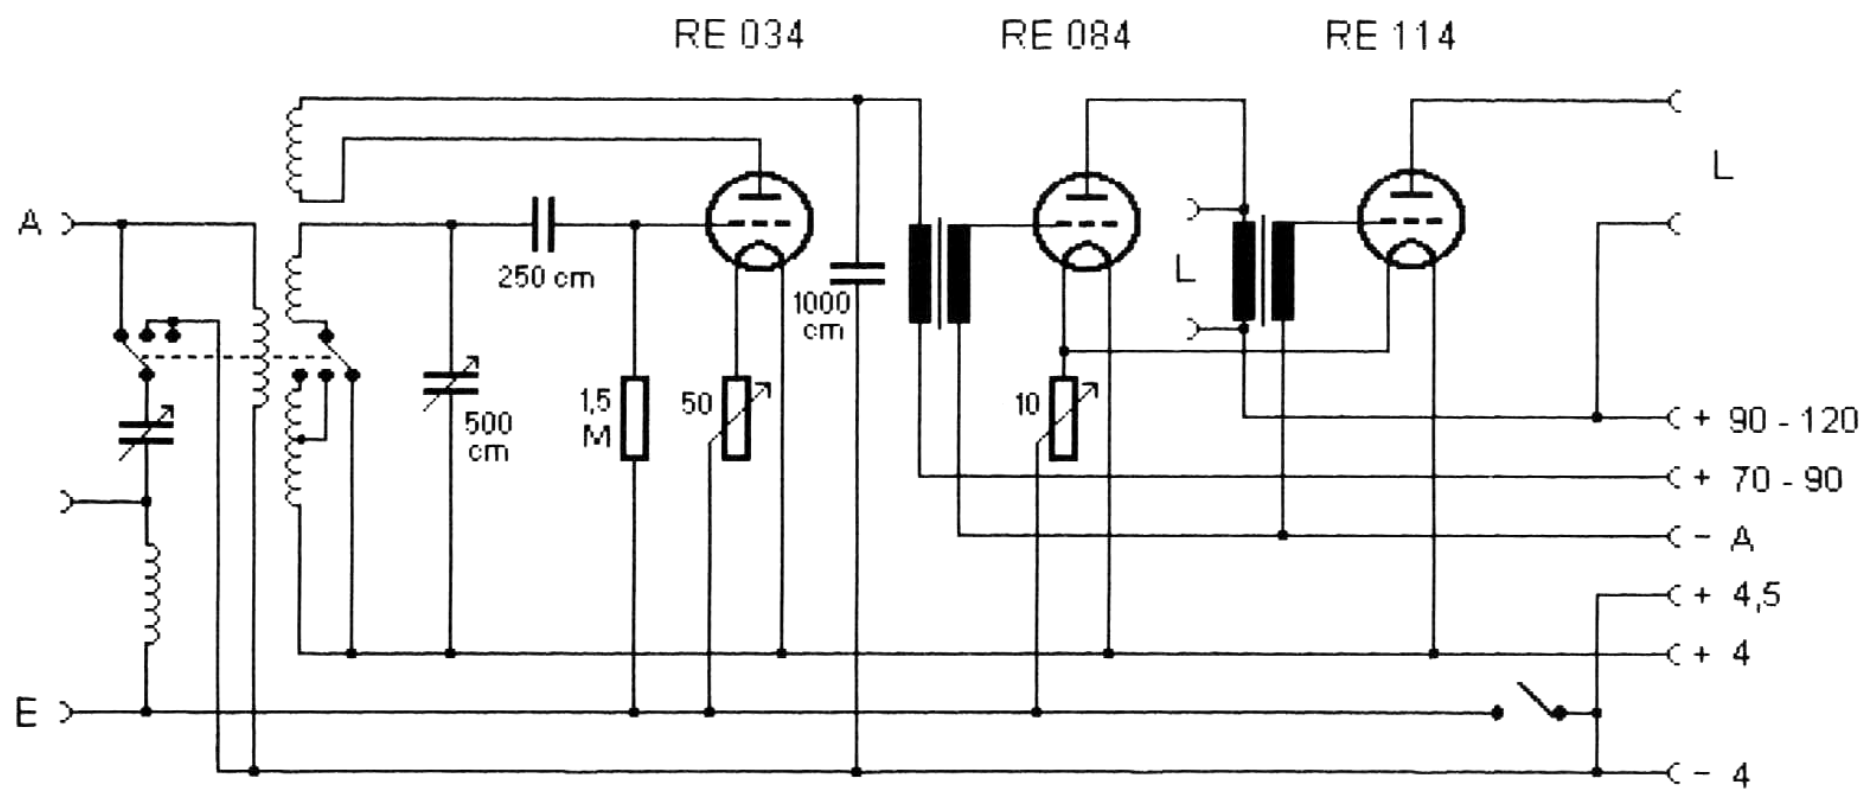 RE 034 RE 084 RE 114
L
A
250 cm
L
1000
cm
1,5
M
50
10
500
cm
+ 90 - 120
+ 70 - 90
- A
+ 4,5
+ 4
E
- 4